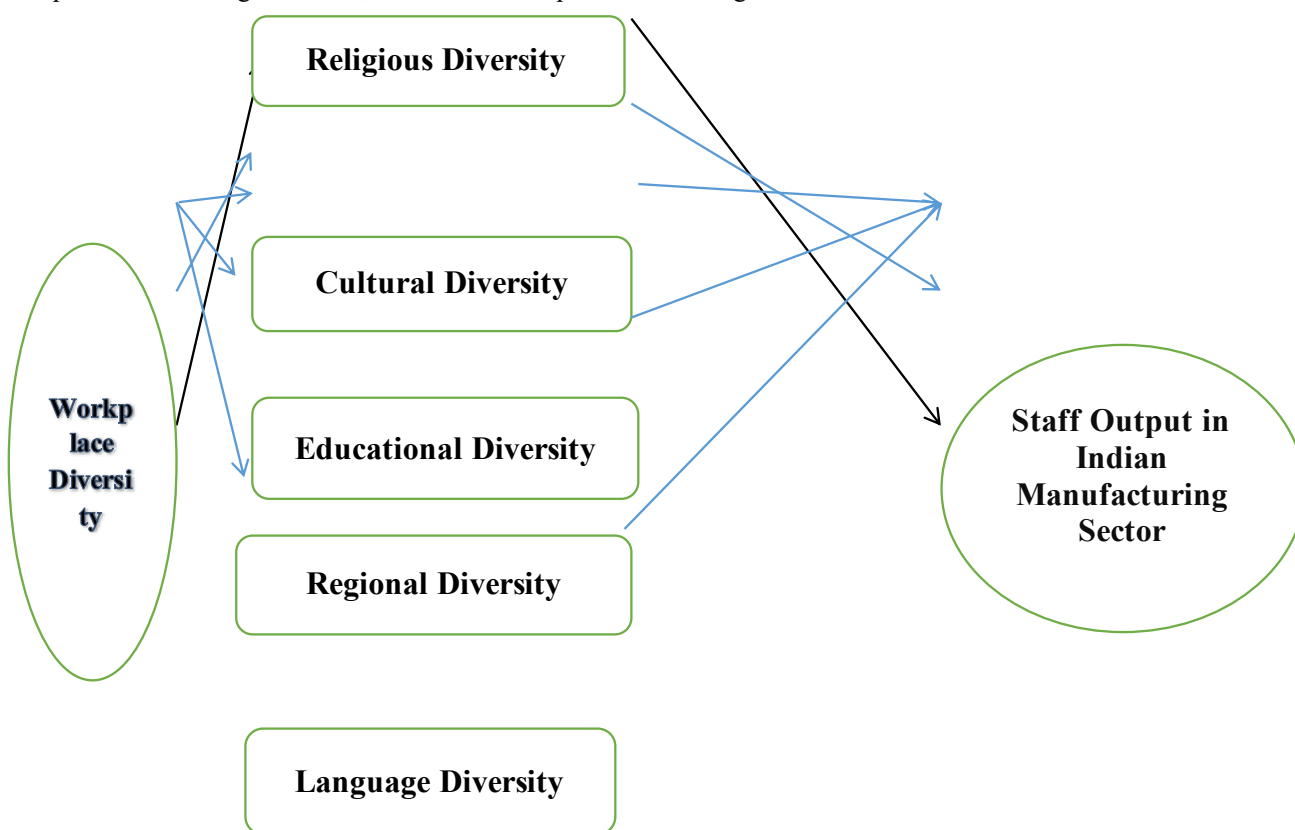 Religious Diversity
Cultural Diversity
Workp
lace
Diversi
ty
Educational Diversity
Staff Output in
Indian
Manufacturing
Sector
Regional Diversity
Language Diversity